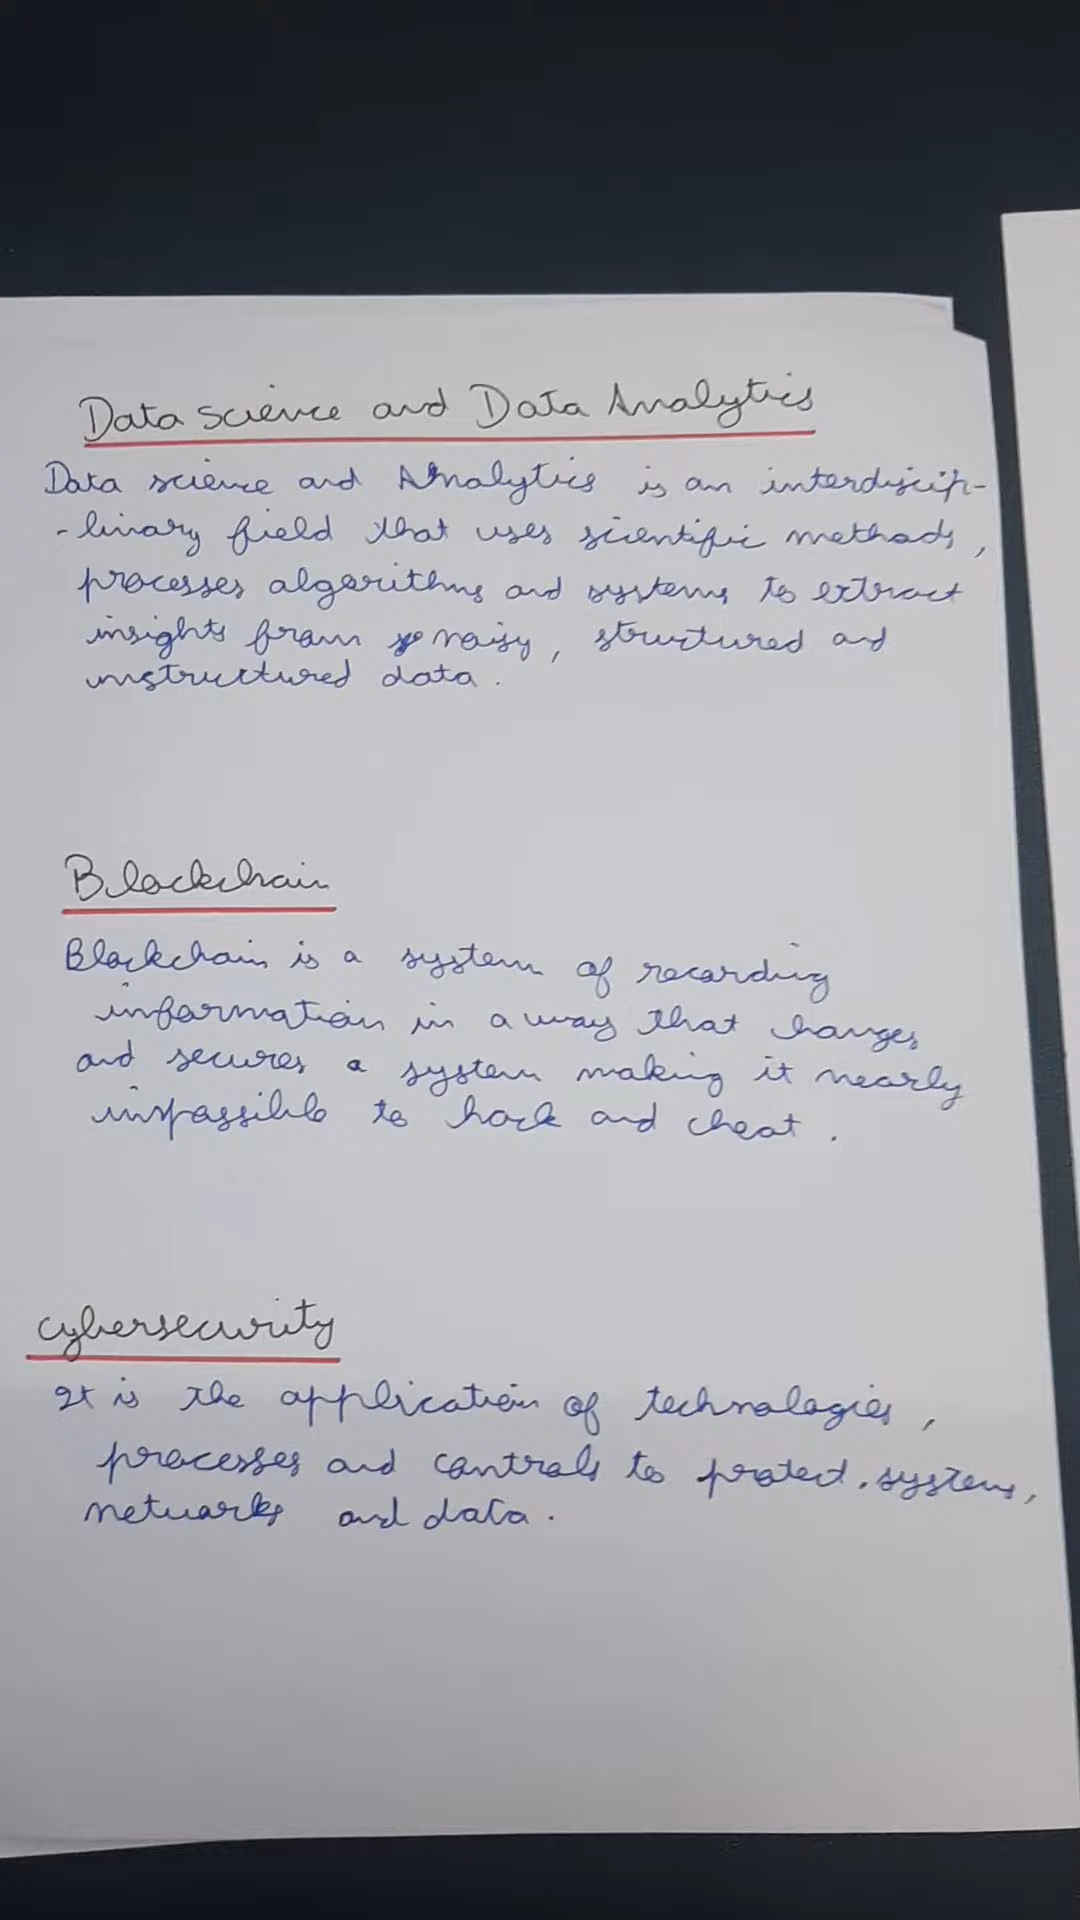 Data Science and Data Analytics
Data science and Analytics is an interdiscip-
-linary field that uses scientific methods,
processes algorithms and systems to extract
insights from noisy, structured and
unstructured data.
Blockchain
Blockchain is a system of recording
information in a way that changes
and secures a system making it nearly
impossible to hack and cheat.
cybersecurity
It is the application of technologies,
processes and controls to protect systems,
networks and data.